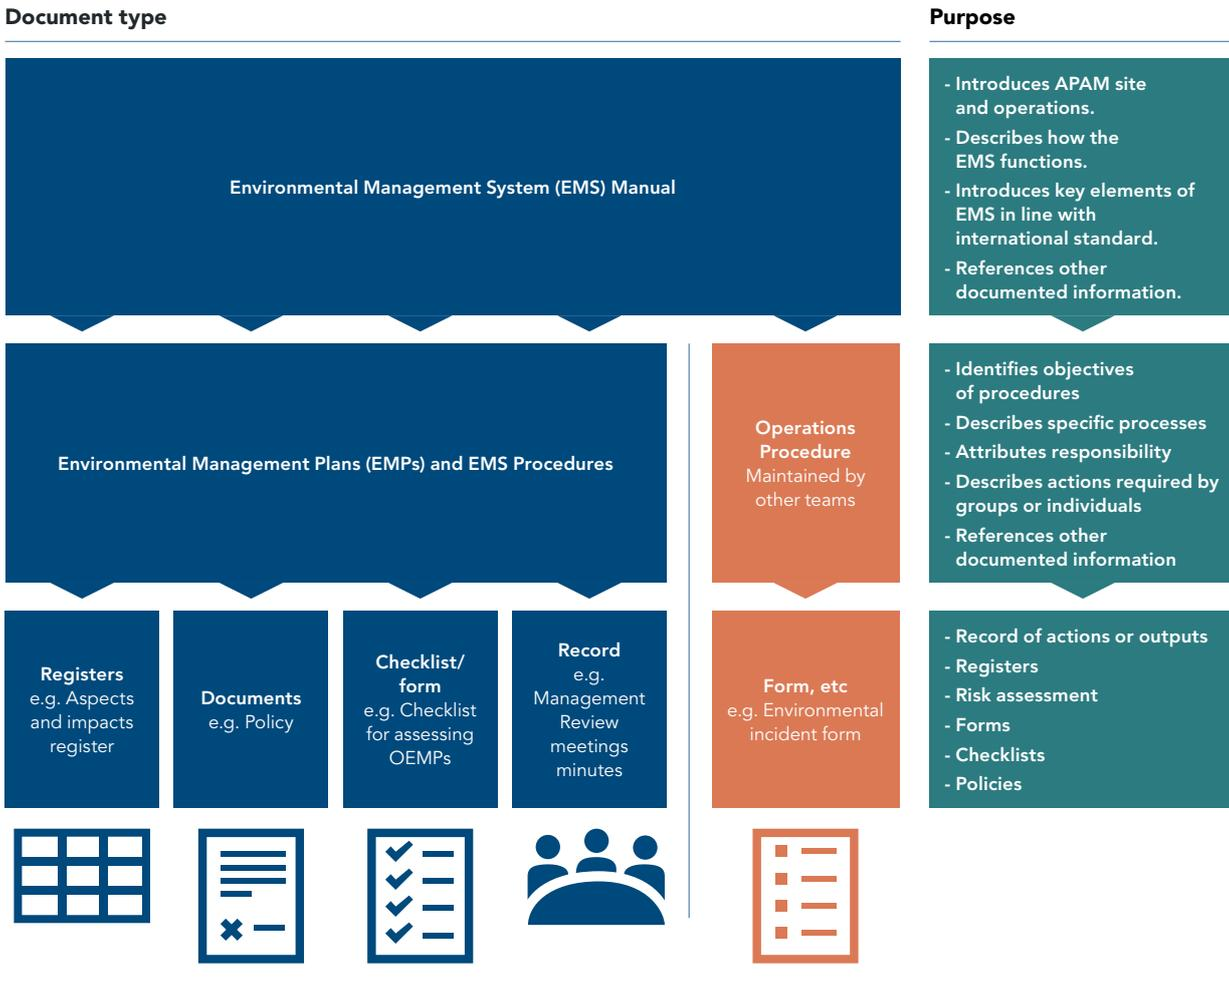 Document type
Purpose
Environmental Management System (EMS) Manual
- Introduces APAM site
and operations.
- Describes how the
EMS functions.
- Introduces key elements of
EMS in line with
international standard.
- References other
documented information.
Environmental Management Plans (EMPs) and EMS Procedures
Operations
Procedure
Maintained by
other teams
- Identifies objectives
of procedures
- Describes specific processes
- Attributes responsibility
- Describes actions required by
groups or individuals
- References other
documented information
Registers
e.g. Aspects
and impacts
register
Documents
e.g. Policy
Checklist/
form
e.g. Checklist
for assessing
OEMPs
Record
e.g.
Management
Review
meetings
minutes
Form, etc
e.g. Environmental
incident form
- Record of actions or outputs
- Registers
- Risk assessment
- Forms
- Checklists
- Policies